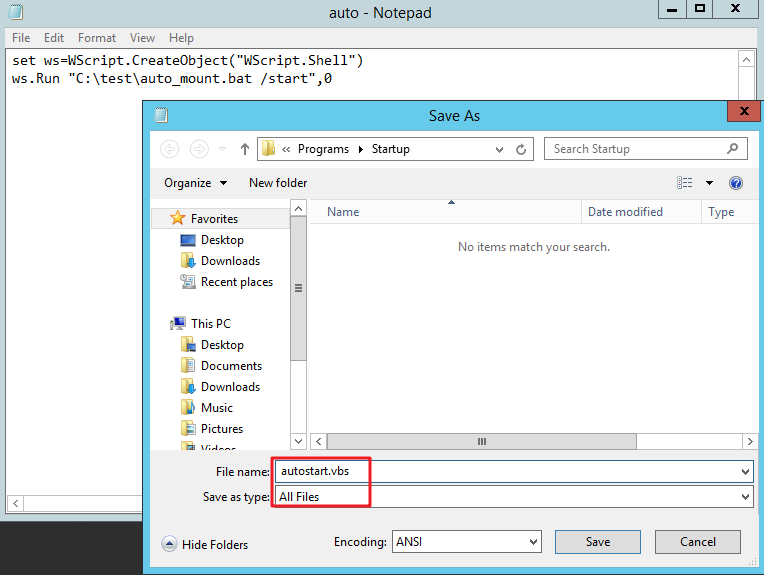 auto - Notepad
File Edit Format View Help
set ws=WScript.CreateObject("WScript.Shell")
ws.Run "C:\test\auto_mount.bat /start",0
Save As
« Programs Startup
Search Startup
Organize New folder
Name Date modified Type
No items match your search.
Favorites
Desktop
Downloads
Recent places
This PC
Desktop
Documents
Downloads
Music
Pictures
Videos
File name: autostart.vbs
Save as type: All Files
Hide Folders Encoding: ANSI Save Cancel